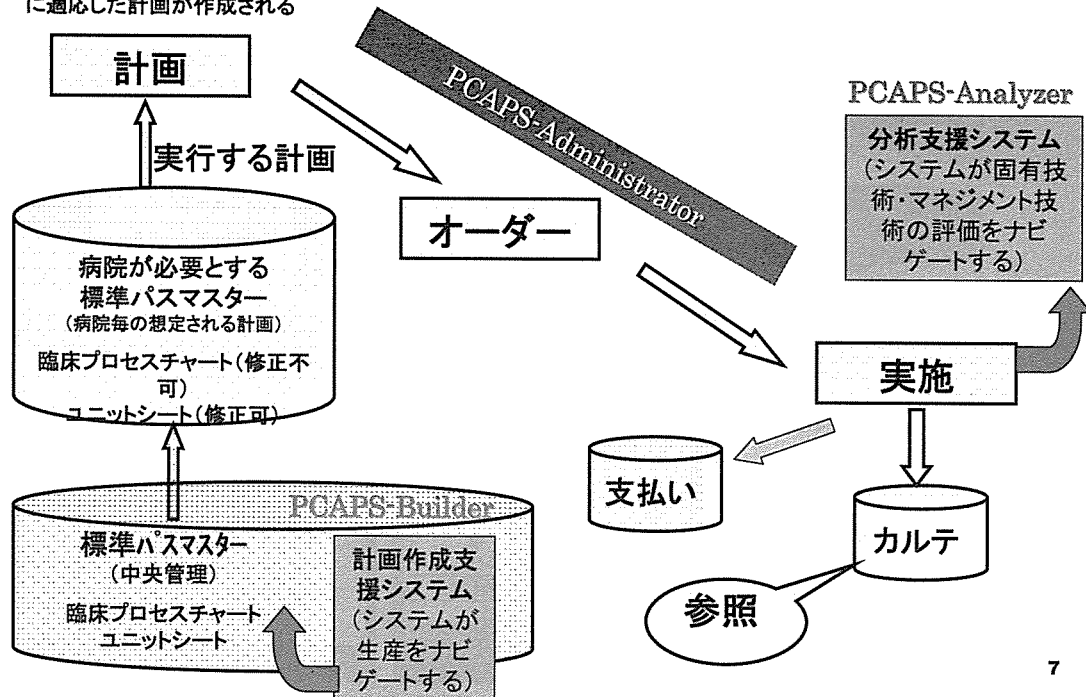 に適応した計画が作成される
計画
実行する計画
病院が必要とする
標準パスマスター
(病院毎の想定される計画)
臨床プロセスチャート(修正不
可)
ユニットシート(修正可)
PCAPS-Builder
標準パスマスター
(中央管理)
臨床プロセスチャート
ユニットシート
計画作成支
援システム
(システムが
生産をナビ
ゲートする)
PCAPS-Administrator
オーダー
PCAPS-Analyzer
分析支援システム
(システムが固有技
術・マネジメント技
術の評価をナビ
ゲートする)
実施
支払い
カルテ
参照
7